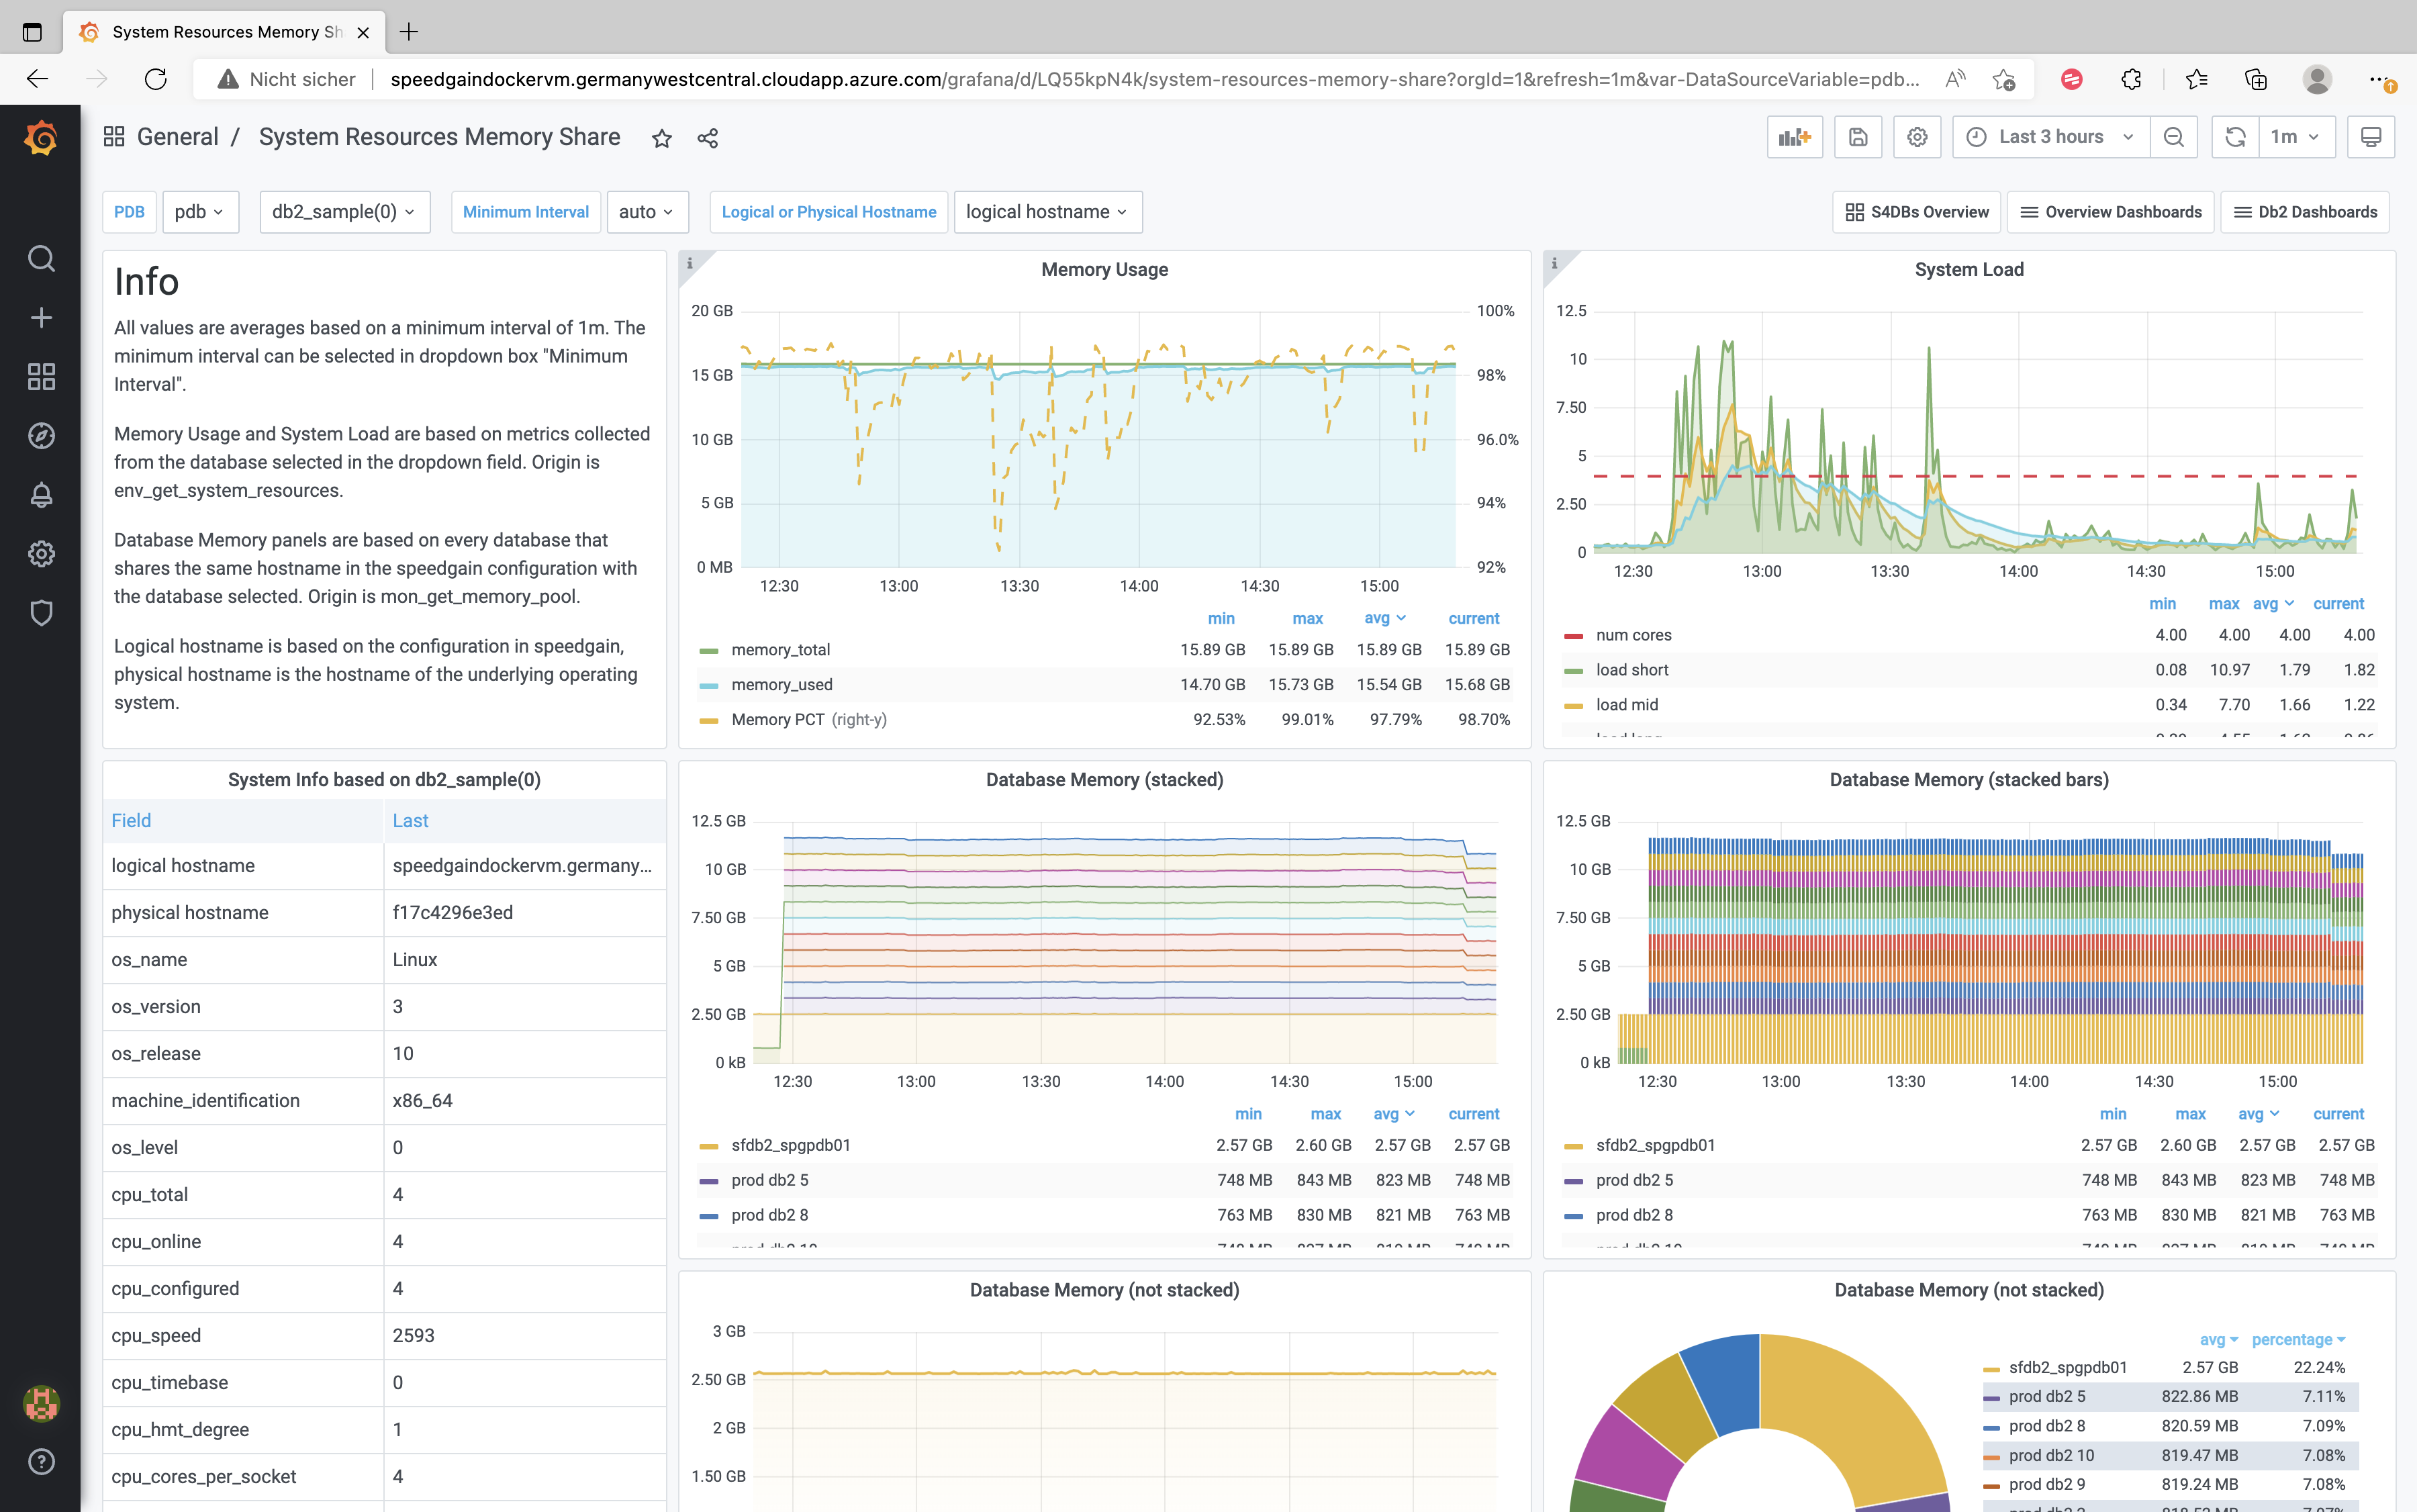 System Resources Memory Sh
Nicht sicher
speedgaindockervm.germanywestcentral.cloudapp.azure.com/grafana/d/LQ55kpN4k/system-resources-memory-share?orgId=1&refresh=1m&var-DataSourceVariable=pdb...
General / System Resources Memory Share
Last 3 hours
1m
PDB pdb db2_sample(0) Minimum Interval auto Logical or Physical Hostname logical hostname
S4DBs Overview Overview Dashboards Db2 Dashboards
Info
All values are averages based on a minimum interval of 1m. The
minimum interval can be selected in dropdown box "Minimum
Interval".
Memory Usage and System Load are based on metrics collected
from the database selected in the dropdown field. Origin is
env_get_system_resources.
Database Memory panels are based on every database that
shares the same hostname in the speedgain configuration with
the database selected. Origin is mon_get_memory_pool.
Logical hostname is based on the configuration in speedgain,
physical hostname is the hostname of the underlying operating
system.
Memory Usage
20 GB 100%
15 GB 98%
10 GB 96.0%
5 GB 94%
0 MB 92%
12:30 13:00 13:30 14:00 14:30 15:00
min max avg current
memory_total 15.89 GB 15.89 GB 15.89 GB 15.89 GB
memory_used 14.70 GB 15.73 GB 15.54 GB 15.68 GB
Memory PCT (right-y) 92.53% 99.01% 97.79% 98.70%
System Load
12.5
10
7.50
5
2.50
0
12:30 13:00 13:30 14:00 14:30 15:00
min max avg current
num cores 4.00 4.00 4.00 4.00
load short 0.08 10.97 1.79 1.82
load mid 0.34 7.70 1.66 1.22
System Info based on db2_sample(0)
Field Last
logical hostname speedgaindockervm.germany...
physical hostname f17c4296e3ed
os_name Linux
os_version 3
os_release 10
machine_identification x86_64
os_level 0
cpu_total 4
cpu_online 4
cpu_configured 4
cpu_speed 2593
cpu_timebase 0
cpu_hmt_degree 1
cpu_cores_per_socket 4
Database Memory (stacked)
12.5 GB
10 GB
7.50 GB
5 GB
2.50 GB
0 kB
12:30 13:00 13:30 14:00 14:30 15:00
min max avg current
sfdb2_spgpdb01 2.57 GB 2.60 GB 2.57 GB 2.57 GB
prod db2 5 748 MB 843 MB 823 MB 748 MB
prod db2 8 763 MB 830 MB 821 MB 763 MB
Database Memory (stacked bars)
12.5 GB
10 GB
7.50 GB
5 GB
2.50 GB
0 kB
12:30 13:00 13:30 14:00 14:30 15:00
min max avg current
sfdb2_spgpdb01 2.57 GB 2.60 GB 2.57 GB 2.57 GB
prod db2 5 748 MB 843 MB 823 MB 748 MB
prod db2 8 763 MB 830 MB 821 MB 763 MB
Database Memory (not stacked)
3 GB
2.50 GB
2 GB
1.50 GB
Database Memory (not stacked)
avg percentage
sfdb2_spgpdb01 2.57 GB 22.24%
prod db2 5 822.86 MB 7.11%
prod db2 8 820.59 MB 7.09%
prod db2 10 819.47 MB 7.08%
prod db2 9 819.24 MB 7.08%